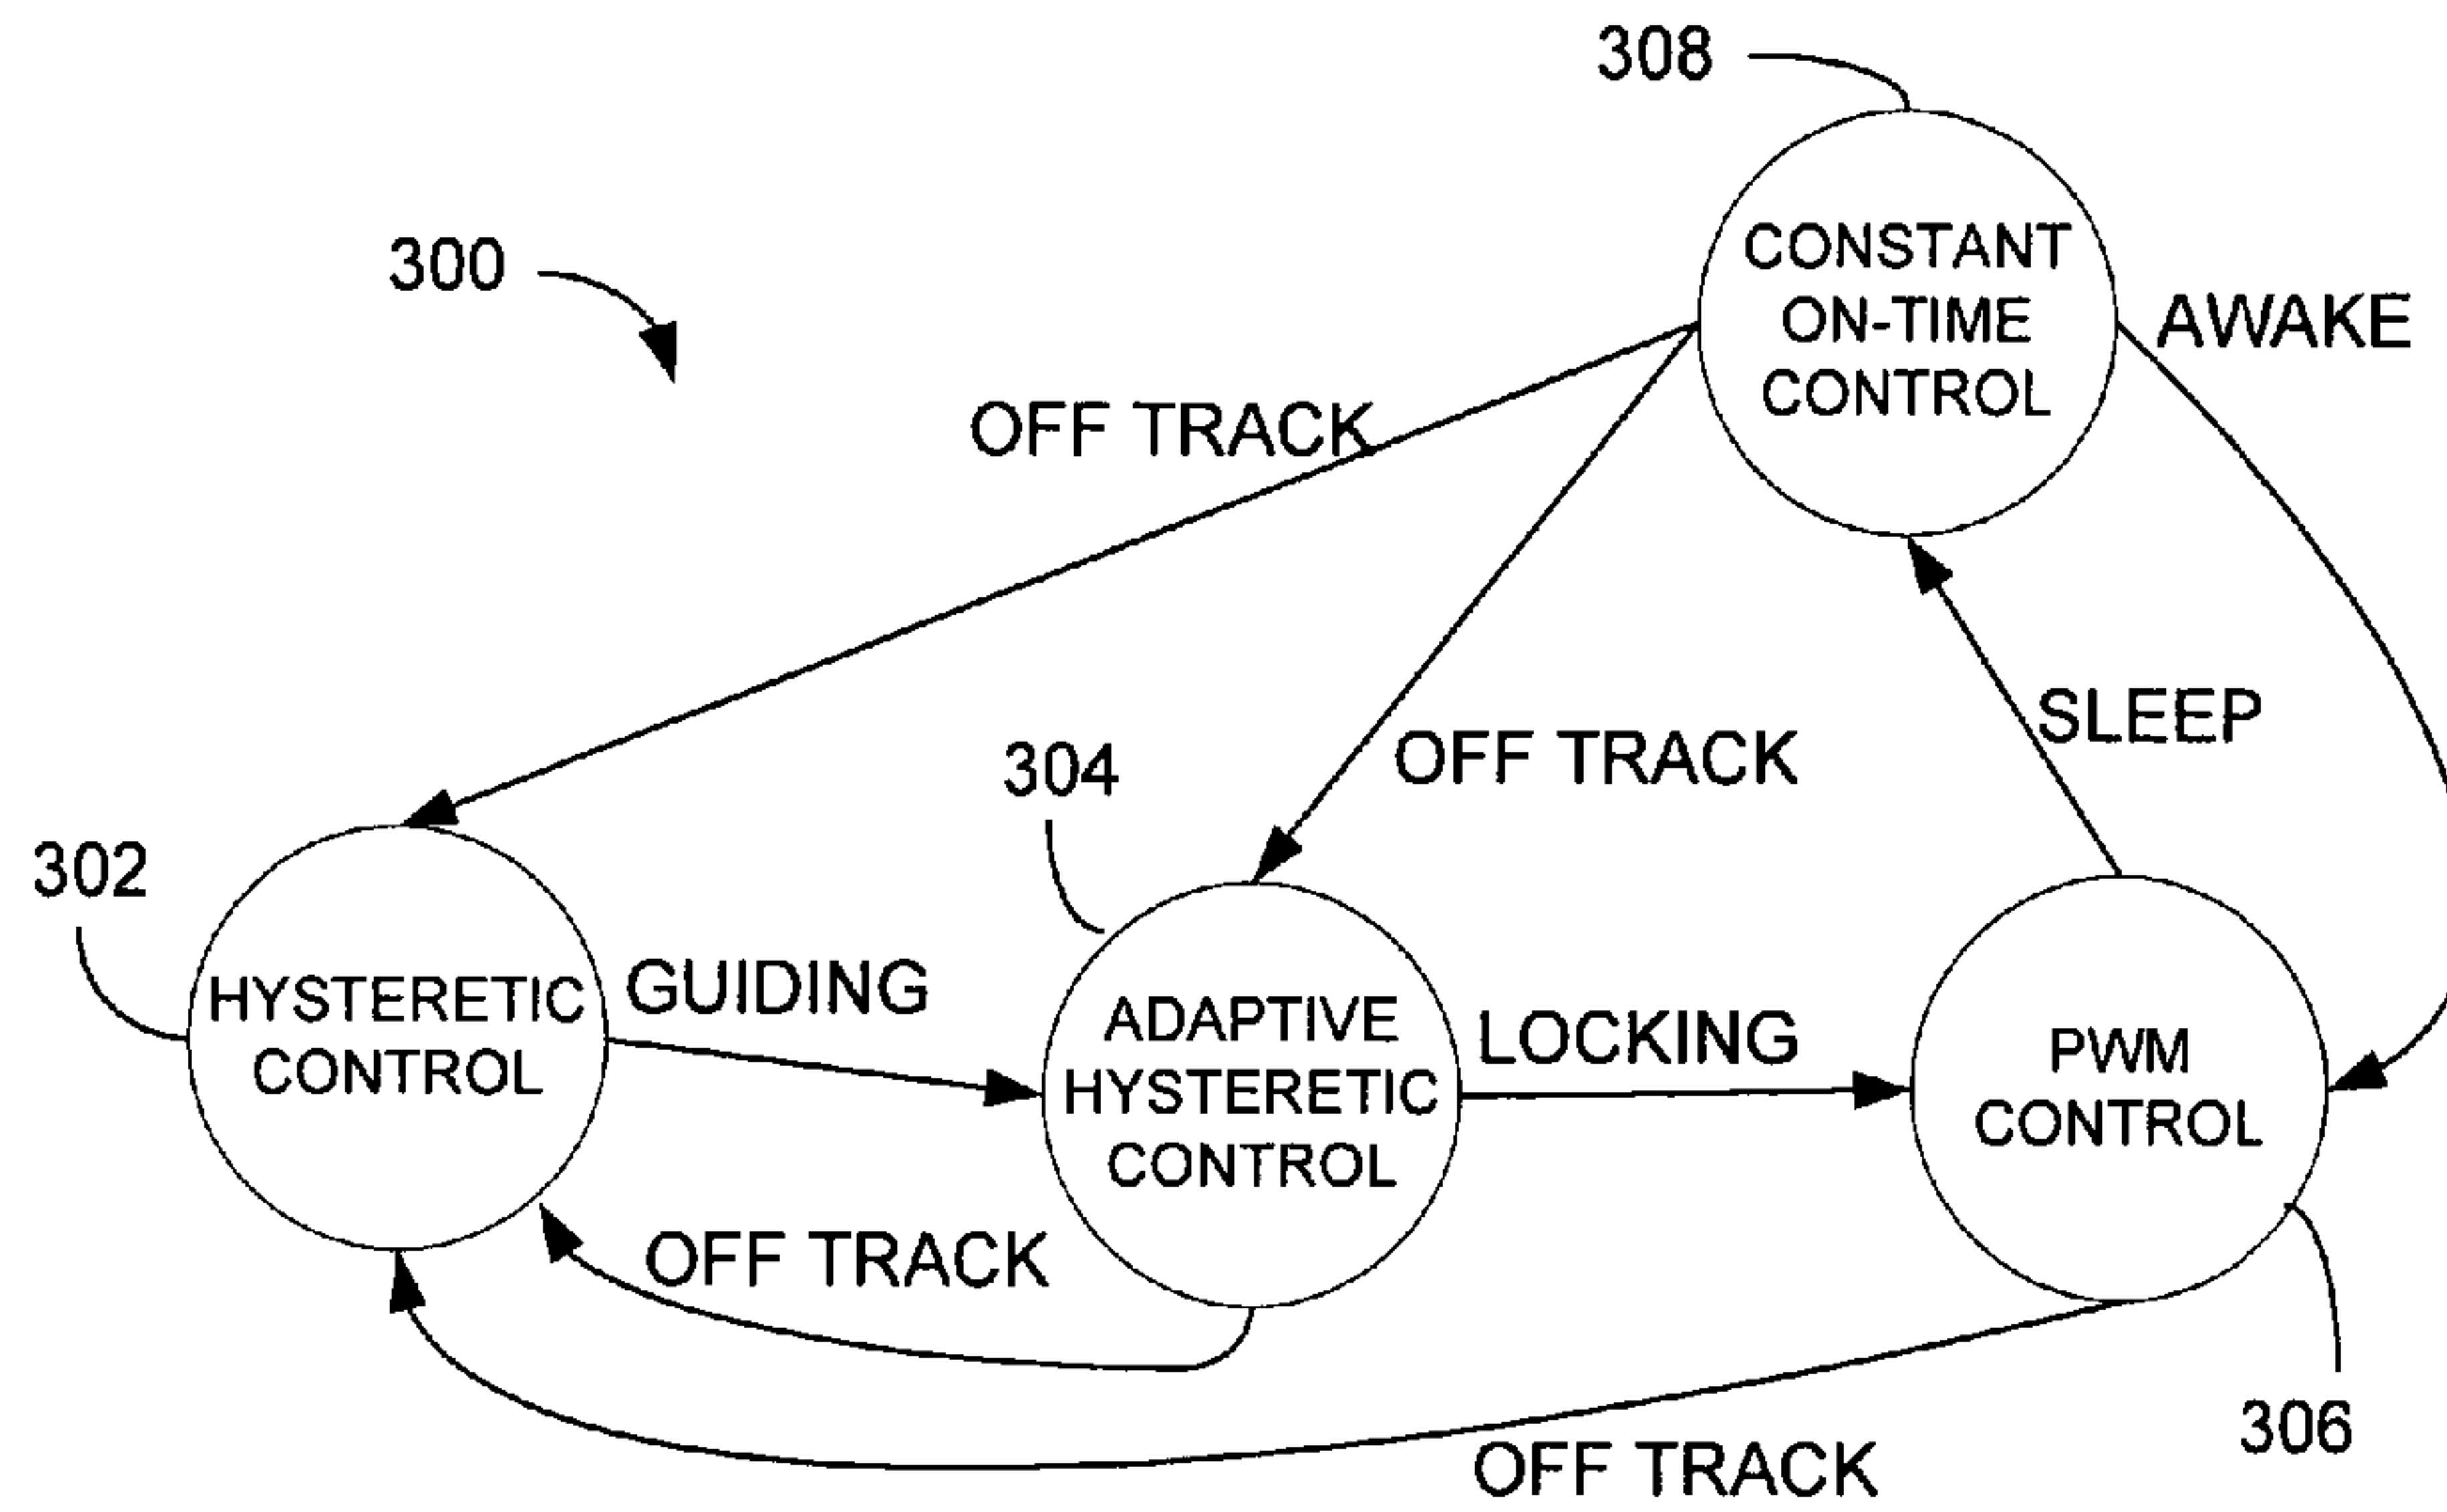 308
300
CONSTANT
ON-TIME
CONTROL
AWAKE
OFF TRACK
SLEEP
OFF TRACK
304
302
HYSTERETIC
CONTROL
GUIDING
ADAPTIVE
HYSTERETIC
CONTROL
LOCKING
PWM
CONTROL
OFF TRACK
306
OFF TRACK